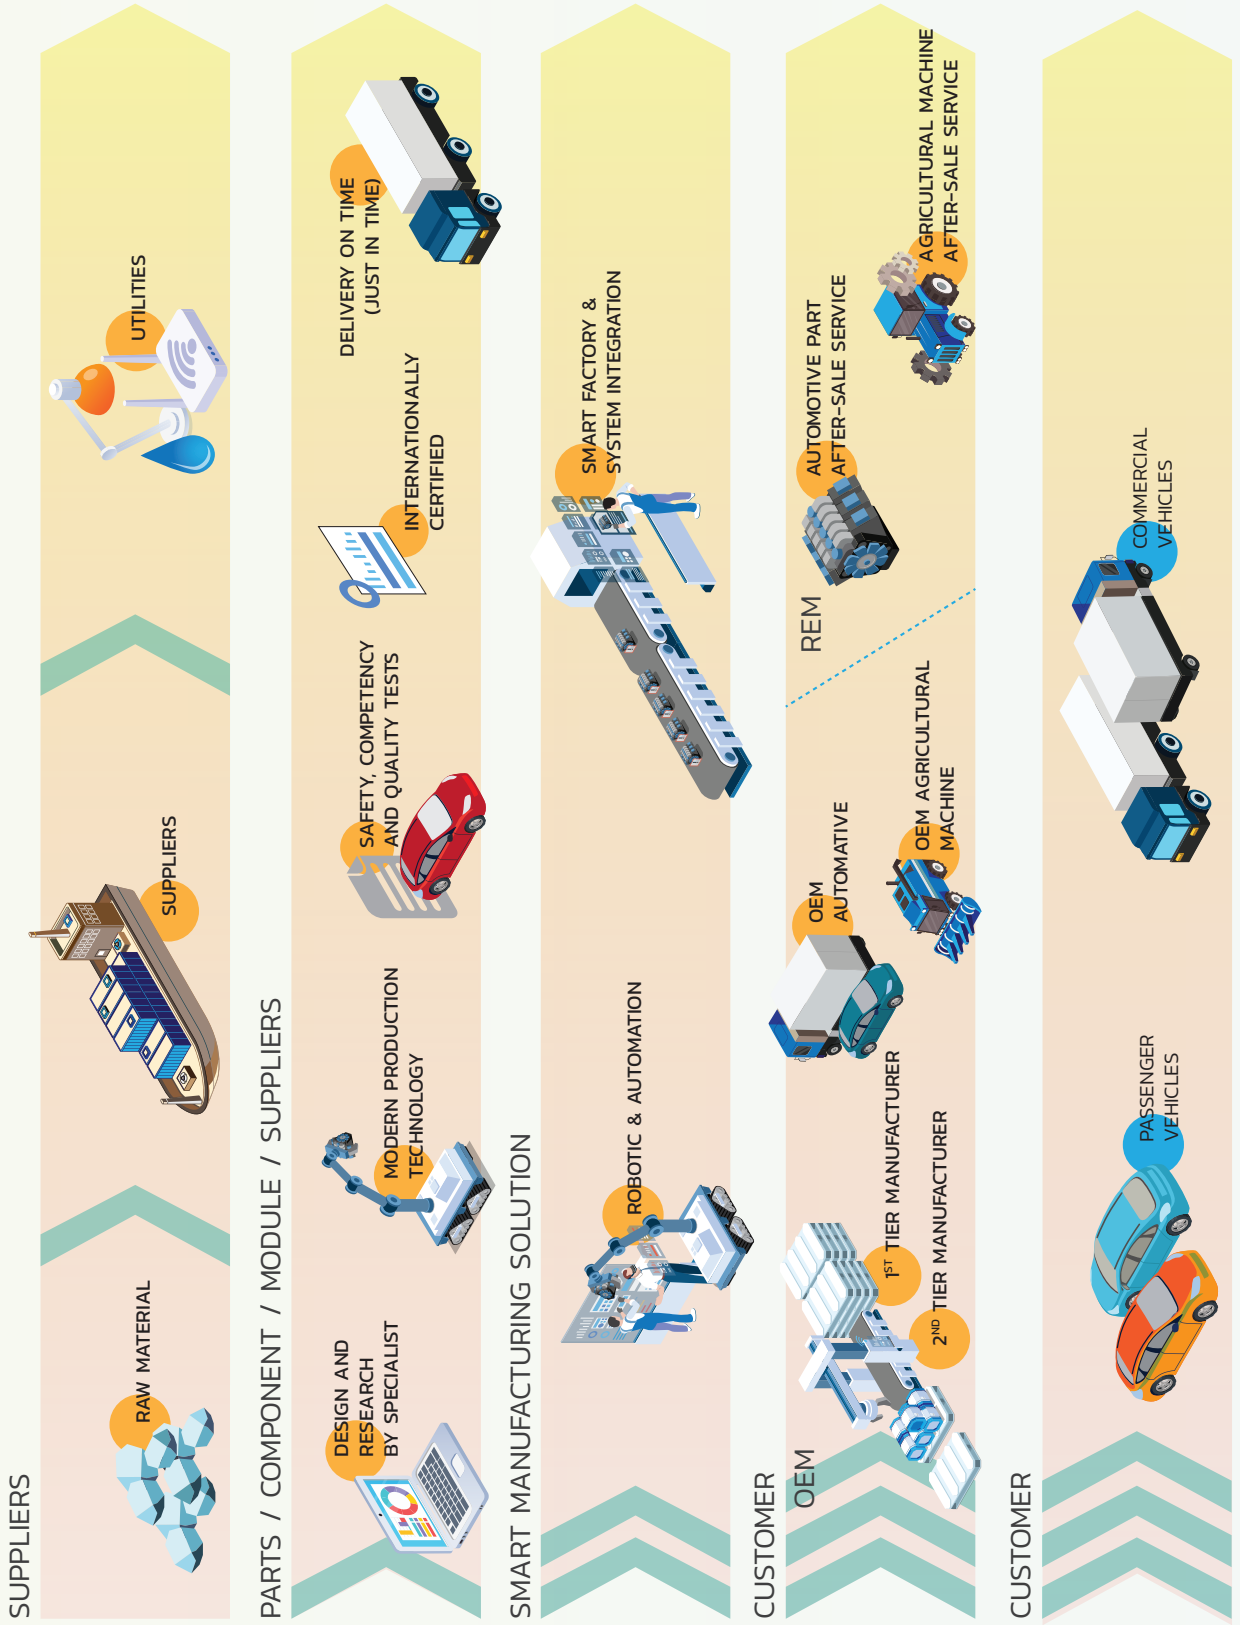 SUPPLIERS
RAW MATERIAL
SUPPLIERS
UTILITIES
PARTS / COMPONENT / MODULE / SUPPLIERS
DESIGN AND
RESEARCH
BY SPECIALIST
MODERN PRODUCTION
TECHNOLOGY
SAFETY, COMPETENCY
AND QUALITY TESTS
INTERNATIONALLY
CERTIFIED
DELIVERY ON TIME
(JUST IN TIME)
SMART MANUFACTURING SOLUTION
ROBOTIC & AUTOMATION
SMART FACTORY &
SYSTEM INTEGRATION
CUSTOMER
OEM
1ST TIER MANUFACTURER
2ND TIER MANUFACTURER
OEM
AUTOMATIVE
OEM AGRICULTURAL
MACHINE
REM
AUTOMOTIVE PART
AFTER-SALE SERVICE
AGRICULTURAL MACHINE
AFTER-SALE SERVICE
CUSTOMER
PASSENGER
VEHICLES
COMMERCIAL
VEHICLES